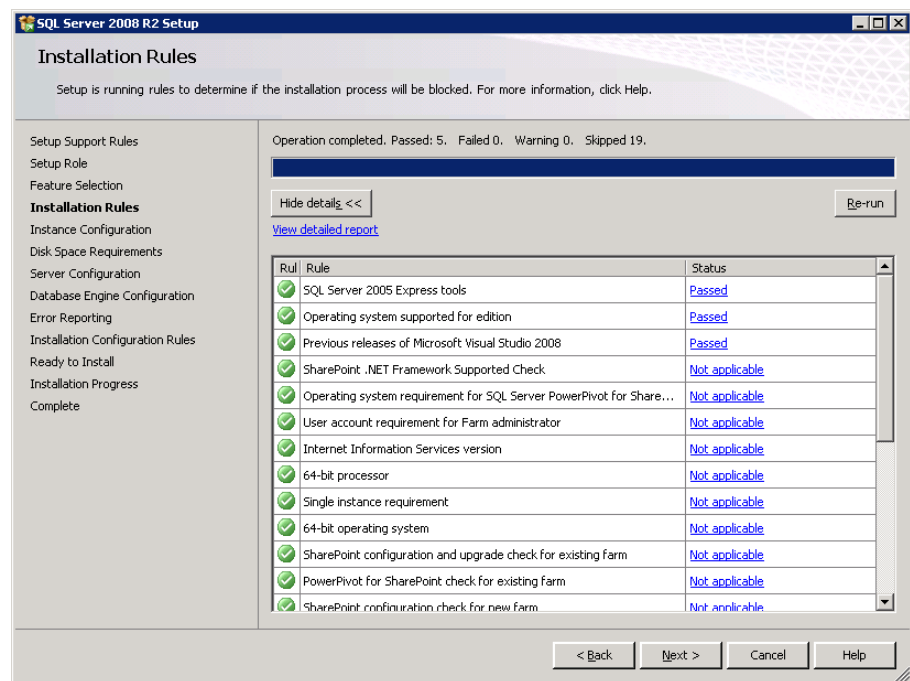 SQL Server 2008 R2 Setup
Installation Rules
Setup is running rules to determine if the installation process will be blocked. For more information, click Help.
Setup Support Rules
Setup Role
Feature Selection
Installation Rules
Instance Configuration
Disk Space Requirements
Server Configuration
Database Engine Configuration
Error Reporting
Installation Configuration Rules
Ready to Install
Installation Progress
Complete
Operation completed. Passed: 5. Failed 0. Warning 0. Skipped 19.
Hide details << Re-run
View detailed report
Rul Rule Status
SQL Server 2005 Express tools Passed
Operating system supported for edition Passed
Previous releases of Microsoft Visual Studio 2008 Passed
SharePoint .NET Framework Supported Check Not applicable
Operating system requirement for SQL Server PowerPivot for Share... Not applicable
User account requirement for Farm administrator Not applicable
Internet Information Services version Not applicable
64-bit processor Not applicable
Single instance requirement Not applicable
64-bit operating system Not applicable
SharePoint configuration and upgrade check for existing farm Not applicable
PowerPivot for SharePoint check for existing farm Not applicable
SharePoint configuration check for new farm Not applicable
< Back Next > Cancel Help